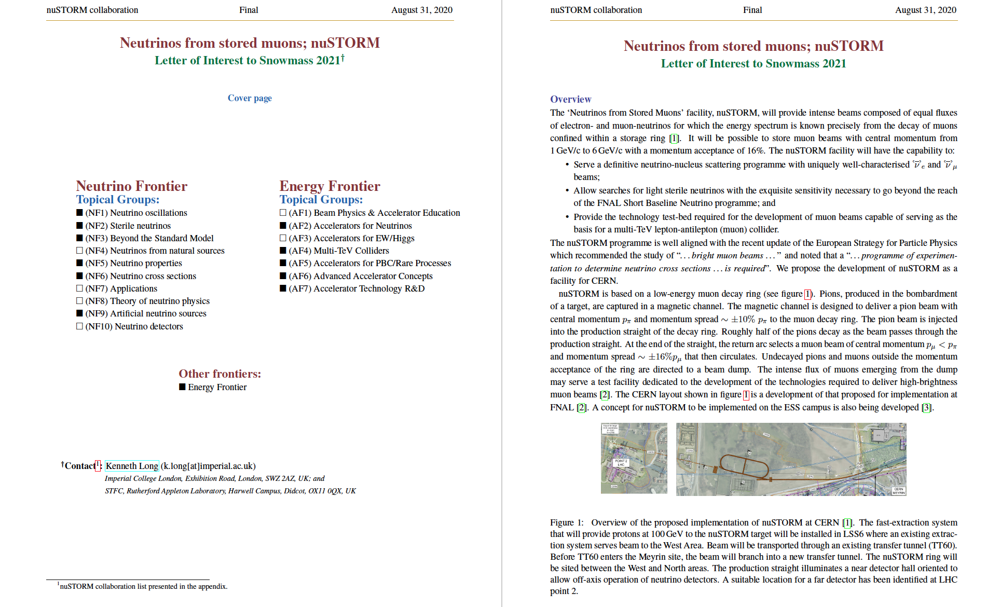 nuSTORM collaboration Final August 31, 2020
Neutrinos from stored muons; nuSTORM
Letter of Interest to Snowmass 2021†
Cover page
Neutrino Frontier
Topical Groups:
■ (NF1) Neutrino oscillations
■ (NF2) Sterile neutrinos
■ (NF3) Beyond the Standard Model
□ (NF4) Neutrinos from natural sources
■ (NF5) Neutrino properties
■ (NF6) Neutrino cross sections
□ (NF7) Applications
□ (NF8) Theory of neutrino physics
■ (NF9) Artificial neutrino sources
□ (NF10) Neutrino detectors
Energy Frontier
Topical Groups:
□ (AF1) Beam Physics & Accelerator Education
■ (AF2) Accelerators for Neutrinos
□ (AF3) Accelerators for EW/Higgs
■ (AF4) Multi-TeV Colliders
■ (AF5) Accelerators for PBC/Rare Processes
■ (AF6) Advanced Accelerator Concepts
■ (AF7) Accelerator Technology R&D
Other frontiers:
■ Energy Frontier
†Contact1: Kenneth Long (k.long[at]imperial.ac.uk)
Imperial College London, Exhibition Road, London, SWZ 2AZ, UK; and
STFC, Rutherford Appleton Laboratory, Harwell Campus, Didcot, OX11 0QX, UK
1nuSTORM collaboration list presented in the appendix.
nuSTORM collaboration Final August 31, 2020
Neutrinos from stored muons; nuSTORM
Letter of Interest to Snowmass 2021
Overview
The ‘Neutrinos from Stored Muons’ facility, nuSTORM, will provide intense beams composed of equal fluxes
of electron- and muon-neutrinos for which the energy spectrum is known precisely from the decay of muons
confined within a storage ring [1]. It will be possible to store muon beams with central momentum from
1 GeV/c to 6 GeV/c with a momentum acceptance of 16%. The nuSTORM facility will have the capability to:
• Serve a definitive neutrino-nucleus scattering programme with uniquely well-characterised ‘ν̅’e and ‘ν̅’μ
beams;
• Allow searches for light sterile neutrinos with the exquisite sensitivity necessary to go beyond the reach
of the FNAL Short Baseline Neutrino programme; and
• Provide the technology test-bed required for the development of muon beams capable of serving as the
basis for a multi-TeV lepton-antilepton (muon) collider.
The nuSTORM programme is well aligned with the recent update of the European Strategy for Particle Physics
which recommended the study of “. . . bright muon beams . . . ” and noted that a “. . . programme of experimen-
tation to determine neutrino cross sections . . . is required”. We propose the development of nuSTORM as a
facility for CERN.
nuSTORM is based on a low-energy muon decay ring (see figure 1). Pions, produced in the bombardment
of a target, are captured in a magnetic channel. The magnetic channel is designed to deliver a pion beam with
central momentum pπ and momentum spread ∼ ±10% pπ to the muon decay ring. The pion beam is injected
into the production straight of the decay ring. Roughly half of the pions decay as the beam passes through the
production straight. At the end of the straight, the return arc selects a muon beam of central momentum pμ < pπ
and momentum spread ∼ ±16%pμ that then circulates. Undecayed pions and muons outside the momentum
acceptance of the ring are directed to a beam dump. The intense flux of muons emerging from the dump
may serve a test facility dedicated to the development of the technologies required to deliver high-brightness
muon beams [2]. The CERN layout shown in figure 1 is a development of that proposed for implementation at
FNAL [2]. A concept for nuSTORM to be implemented on the ESS campus is also being developed [3].
POINT 2
LHC
CERN
CERN
CERN
CERN
CERN
CERN
MEYRIN
Figure 1: Overview of the proposed implementation of nuSTORM at CERN [1]. The fast-extraction system
that will provide protons at 100 GeV to the nuSTORM target will be installed in LSS6 where an existing extrac-
tion system serves beam to the West Area. Beam will be transported through an existing transfer tunnel (TT60).
Before TT60 enters the Meyrin site, the beam will branch into a new transfer tunnel. The nuSTORM ring will
be sited between the West and North areas. The production straight illuminates a near detector hall oriented to
allow off-axis operation of neutrino detectors. A suitable location for a far detector has been identified at LHC
point 2.